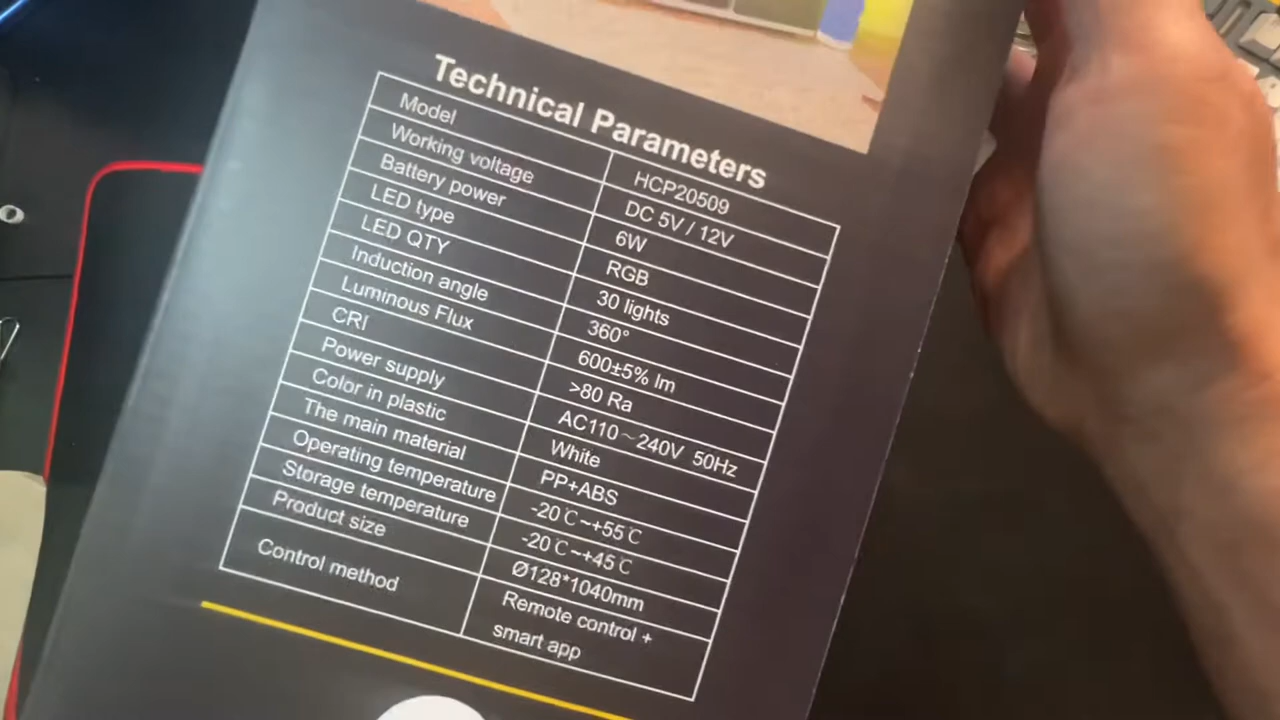 Technical Parameters
Model HCP20509
Working voltage DC 5V / 12V
Battery power 6W
LED type RGB
LED QTY 30 lights
Induction angle 360°
Luminous Flux 600±5% lm
CRI >80 Ra
Power supply AC110～240V 50Hz
Color in plastic White
The main material PP+ABS
Operating temperature -20℃~+55℃
Storage temperature -20℃~+45℃
Product size Ø128*1040mm
Control method Remote control +
smart app